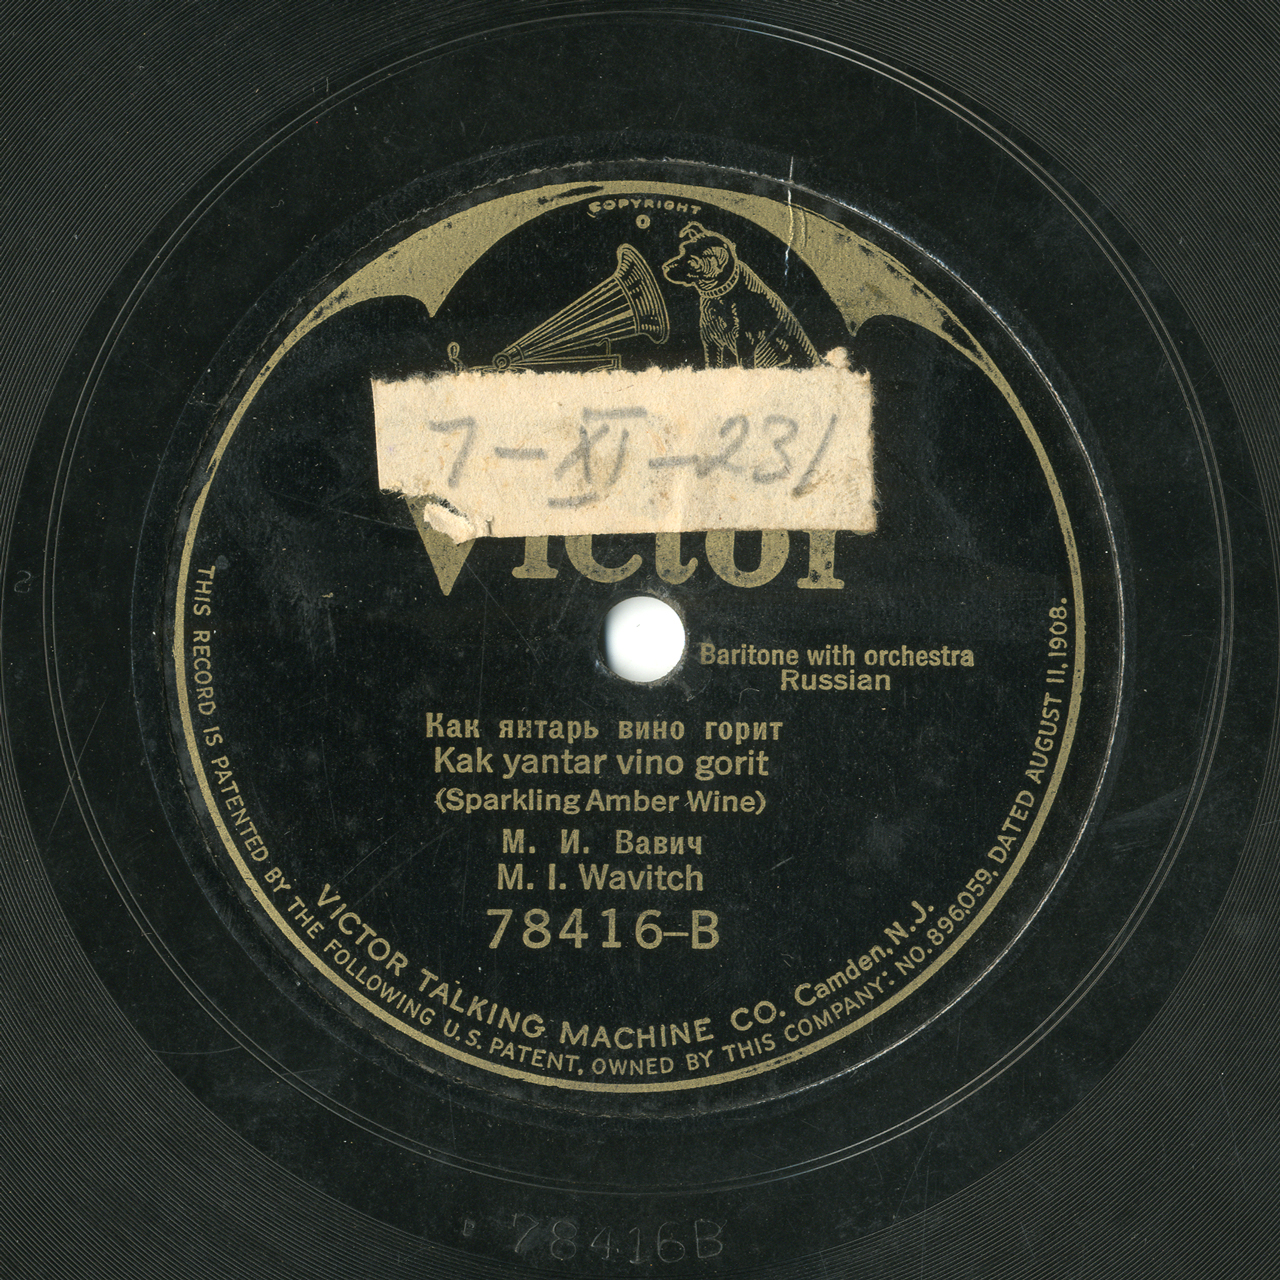 COPYRIGHT
7-XI-231
Victor
Baritone with orchestra
Russian
Как янтарь вино горит
Kak yantar vino gorit
(Sparkling Amber Wine)
М. И. Вавич
M. I. Wavitch
78416-B
VICTOR TALKING MACHINE CO. Camden, N.J.
THIS RECORD IS PATENTED BY THE FOLLOWING U.S. PATENT, OWNED BY THIS COMPANY: NO. 896,059, DATED AUGUST 11, 1908.
78416B